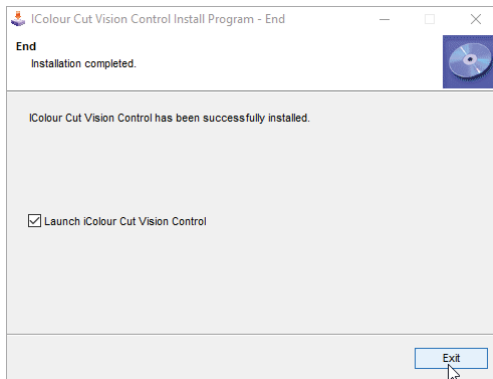 IColour Cut Vision Control Install Program - End
End
Installation completed.
IColour Cut Vision Control has been successfully installed.
Launch iColour Cut Vision Control
Exit